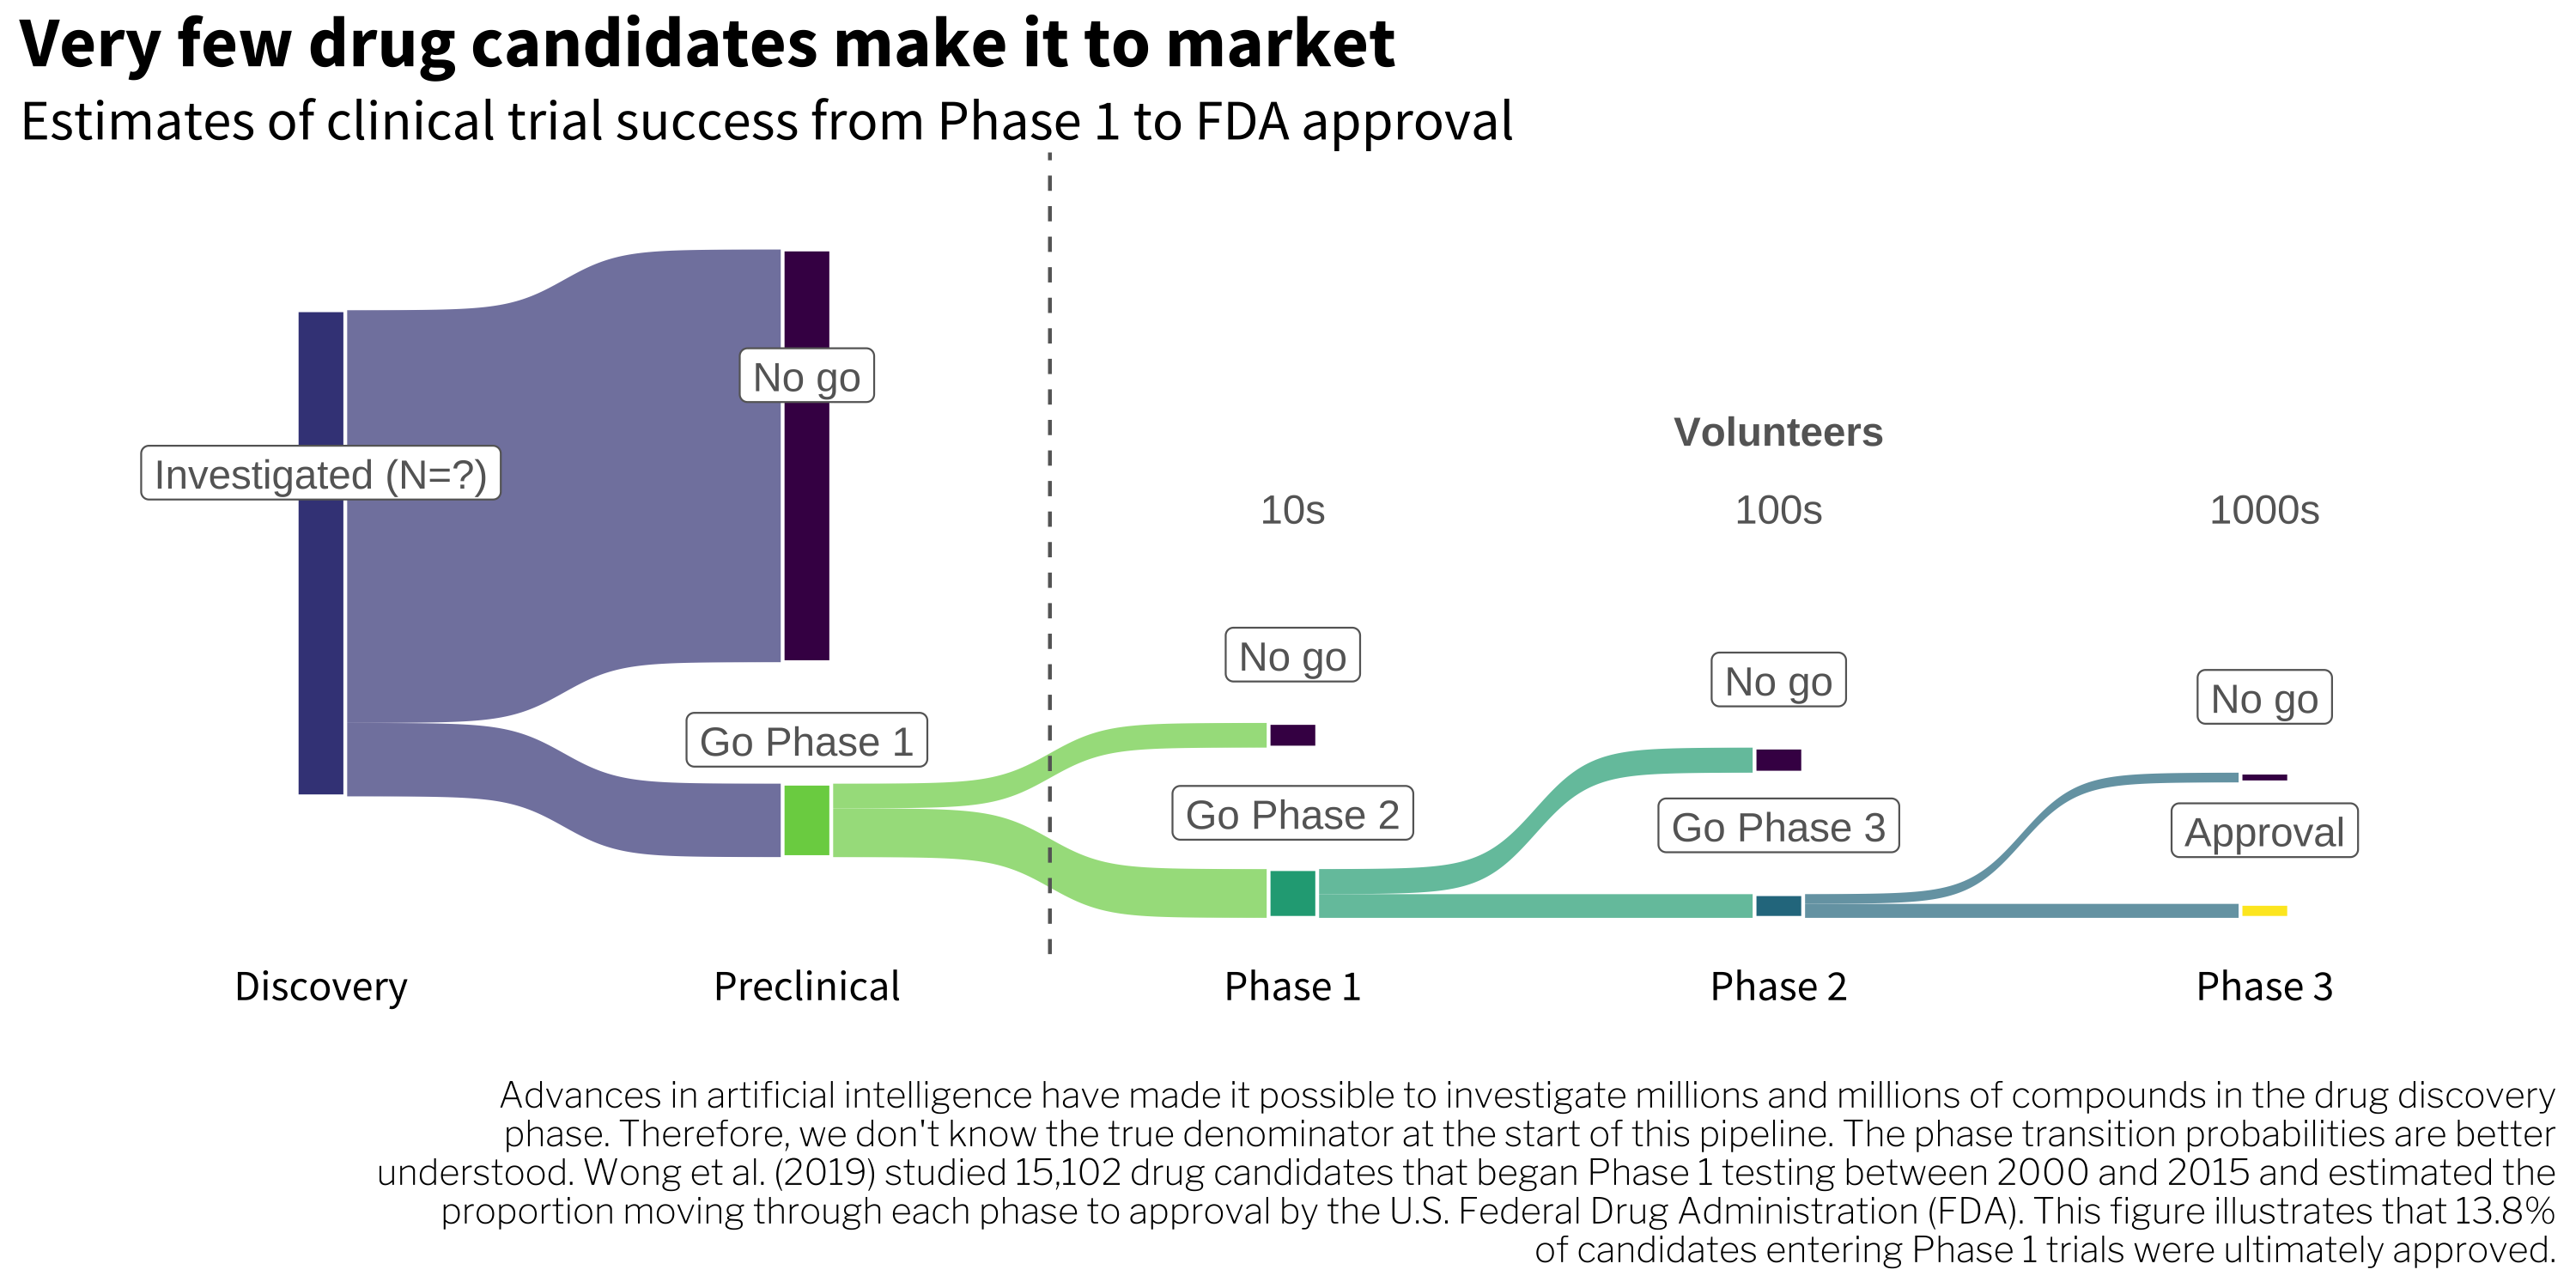 Very few drug candidates make it to market
Estimates of clinical trial success from Phase 1 to FDA approval
No go
Volunteers
Investigated (N=?)
10s
100s
1000s
No go
No go
No go
Go Phase 1
Go Phase 2
Go Phase 3
Approval
Discovery
Preclinical
Phase 1
Phase 2
Phase 3
Advances in artificial intelligence have made it possible to investigate millions and millions of compounds in the drug discovery
phase. Therefore, we don't know the true denominator at the start of this pipeline. The phase transition probabilities are better
understood. Wong et al. (2019) studied 15,102 drug candidates that began Phase 1 testing between 2000 and 2015 and estimated the
proportion moving through each phase to approval by the U.S. Federal Drug Administration (FDA). This figure illustrates that 13.8%
of candidates entering Phase 1 trials were ultimately approved.